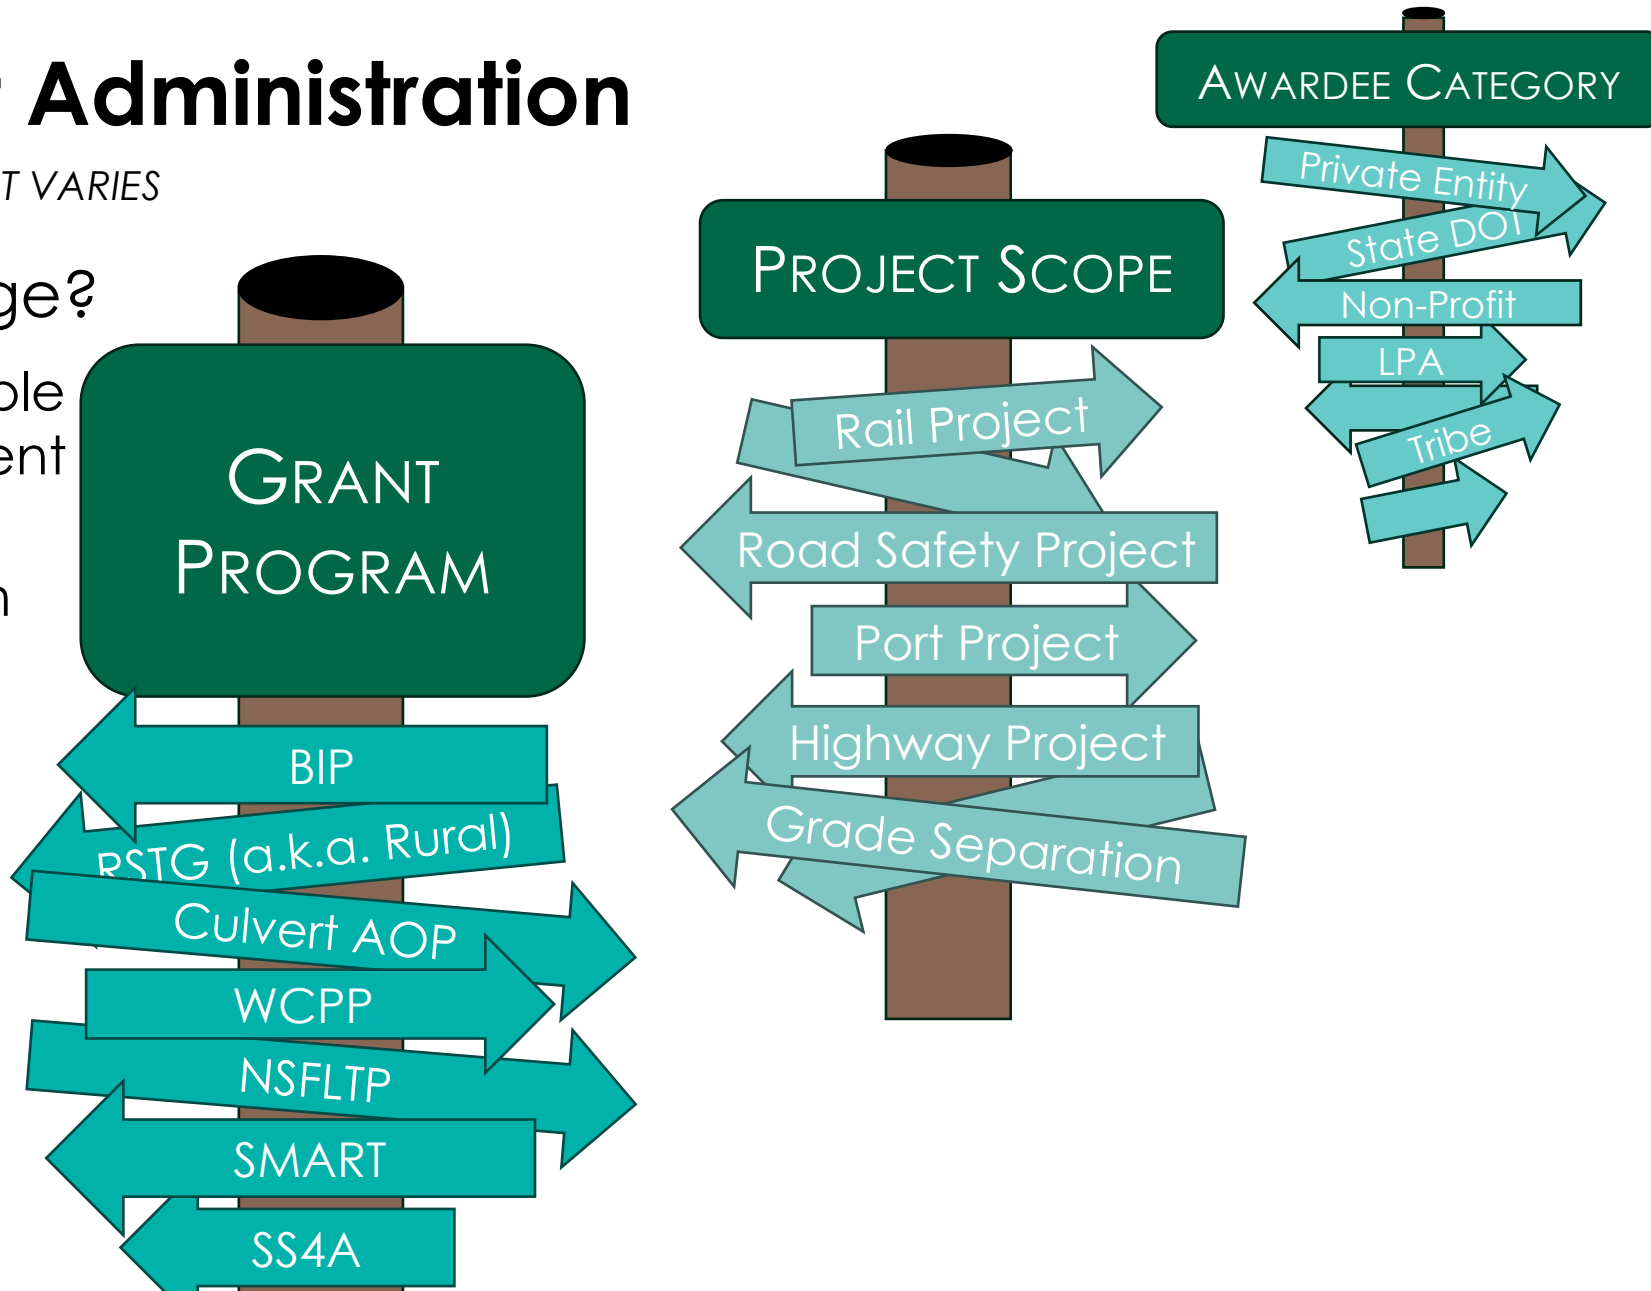 Administration
T VARIES
ge?
ole
ent
n
GRANT
PROGRAM
BIP
RSTG (a.k.a. Rural)
Culvert AOP
WCPP
NSFLTP
SMART
SS4A
PROJECT SCOPE
Rail Project
Road Safety Project
Port Project
Highway Project
Grade Separation
AWARDEE CATEGORY
Private Entity
State DOT
Non-Profit
LPA
Tribe